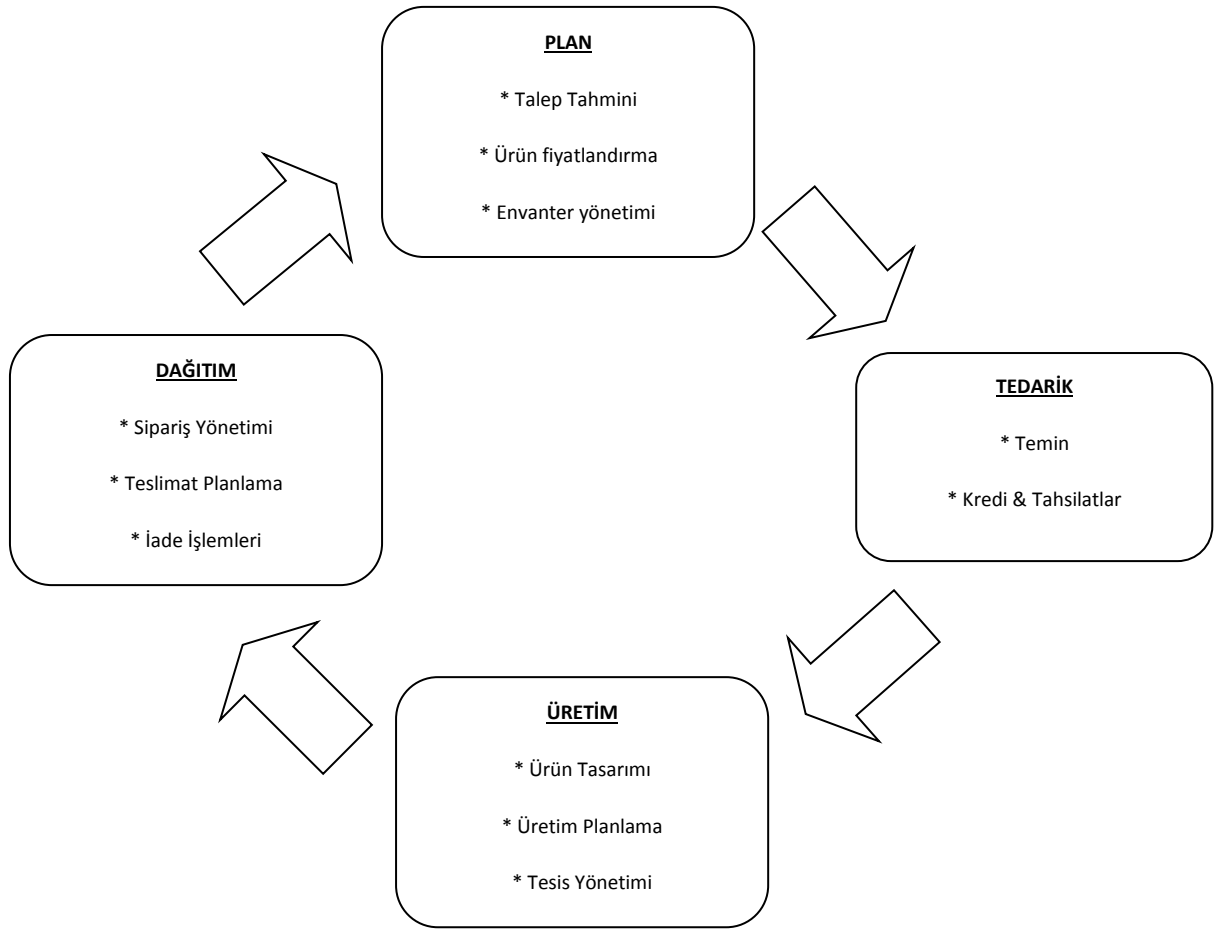 PLAN
* Talep Tahmini
* Ürün fiyatlandırma
* Envanter yönetimi
TEDARİK
* Temin
* Kredi & Tahsilatlar
ÜRETİM
* Ürün Tasarımı
* Üretim Planlama
* Tesis Yönetimi
DAĞITIM
* Sipariş Yönetimi
* Teslimat Planlama
* İade İşlemleri